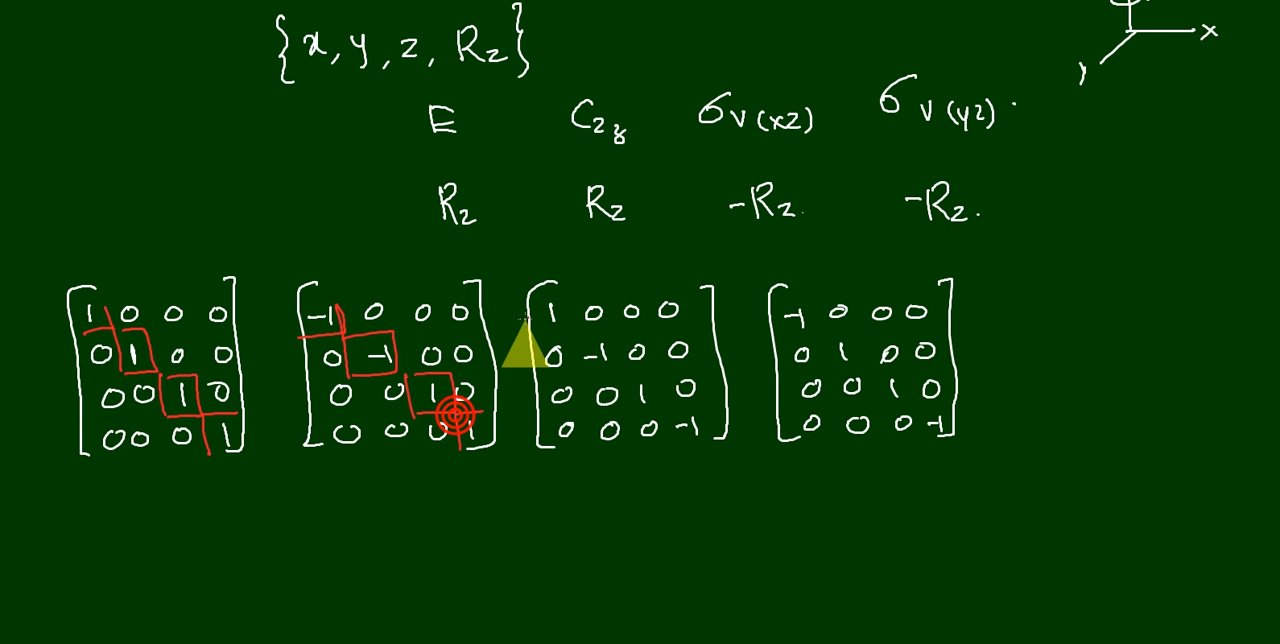 {x, y, z, Rz}
x
y
E C2z σv(xz) σv(yz).
Rz Rz -Rz. -Rz.
[1 0 0 0] [-1 0 0 0] [1 0 0 0] [-1 0 0 0]
[0 1 0 0] [0 -1 0 0] [0 -1 0 0] [0 1 0 0]
[0 0 1 0] [0 0 1 0] [0 0 1 0] [0 0 1 0]
[0 0 0 1] [0 0 0 1] [0 0 0 -1] [0 0 0 -1]